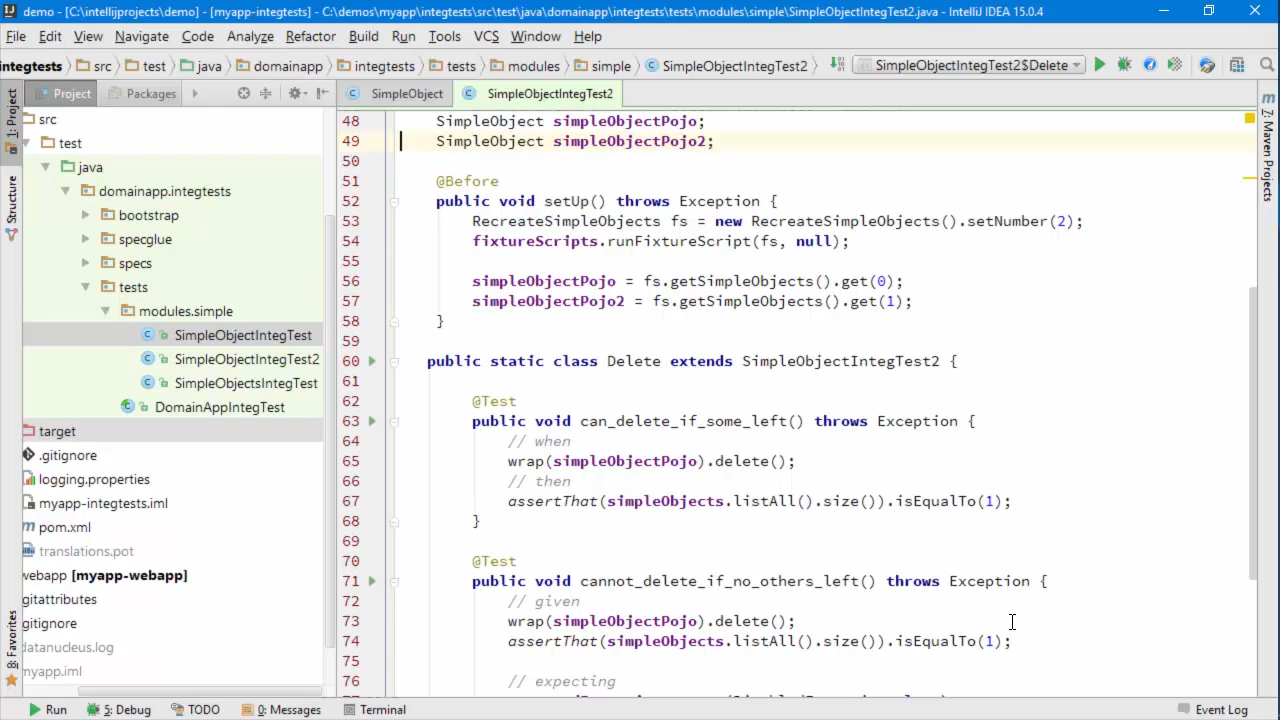 demo - [C:\intellijprojects\demo] - [myapp-integtests] - C:\demos\myapp\integtests\src\test\java\domainapp\integtests\tests\modules\simple\SimpleObjectIntegTest2.java - IntelliJ IDEA 15.0.4
File Edit View Navigate Code Analyze Refactor Build Run Tools VCS Window Help
integtests src test java domainapp integtests tests modules simple SimpleObjectIntegTest2 SimpleObjectIntegTest2$Delete
Project Packages SimpleObject SimpleObjectIntegTest2
1: Project
Structure
8: Favorites
src
test
java
domainapp.integtests
bootstrap
specglue
specs
tests
modules.simple
SimpleObjectIntegTest
SimpleObjectIntegTest2
SimpleObjectsIntegTest
DomainAppIntegTest
target
.gitignore
logging.properties
myapp-integtests.iml
pom.xml
translations.pot
webapp [myapp-webapp]
gitattributes
gitignore
datanucleus.log
myapp.iml
48 SimpleObject simpleObjectPojo;
49 SimpleObject simpleObjectPojo2;
50
51 @Before
52 public void setUp() throws Exception {
53 RecreateSimpleObjects fs = new RecreateSimpleObjects().setNumber(2);
54 fixtureScripts.runFixtureScript(fs, null);
55
56 simpleObjectPojo = fs.getSimpleObjects().get(0);
57 simpleObjectPojo2 = fs.getSimpleObjects().get(1);
58 }
59
60 public static class Delete extends SimpleObjectIntegTest2 {
61
62 @Test
63 public void can_delete_if_some_left() throws Exception {
64 // when
65 wrap(simpleObjectPojo).delete();
66 // then
67 assertThat(simpleObjects.listAll().size()).isEqualTo(1);
68 }
69
70 @Test
71 public void cannot_delete_if_no_others_left() throws Exception {
72 // given
73 wrap(simpleObjectPojo).delete();
74 assertThat(simpleObjects.listAll().size()).isEqualTo(1);
75
76 // expecting
Maven Projects
Run 5: Debug TODO 0: Messages Terminal Event Log